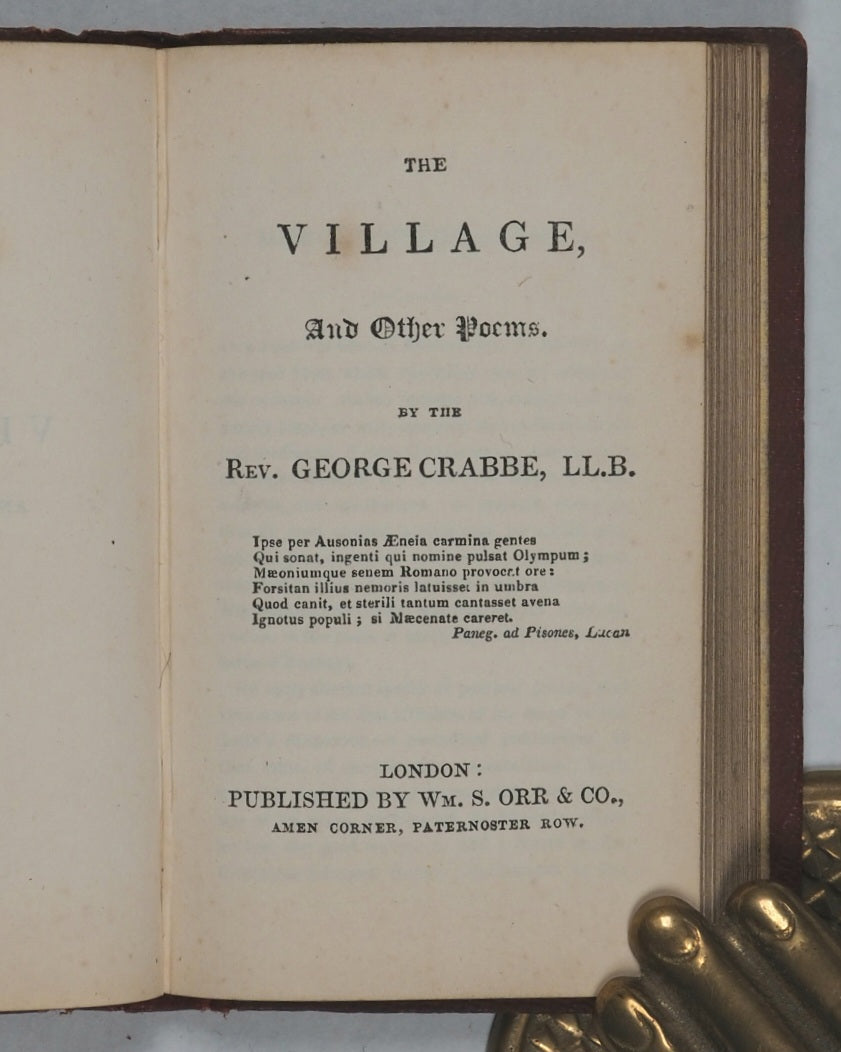 THE
VILLAGE,
And Other Poems.
BY THE
REV. GEORGE CRABBE, LL.B.
Ipse per Ausonias Æneia carmina gentes
Qui sonat, ingenti qui nomine pulsat Olympum;
Mæoniumque senem Romano provocat ore:
Forsitan illius nemoris latuisset in umbra
Quod canit, et sterili tantum cantasset avena
Ignotus populi; si Mæcenate careret.
Paneg. ad Pisones, Lucan
LONDON:
PUBLISHED BY WM. S. ORR & CO.,
AMEN CORNER, PATERNOSTER ROW.